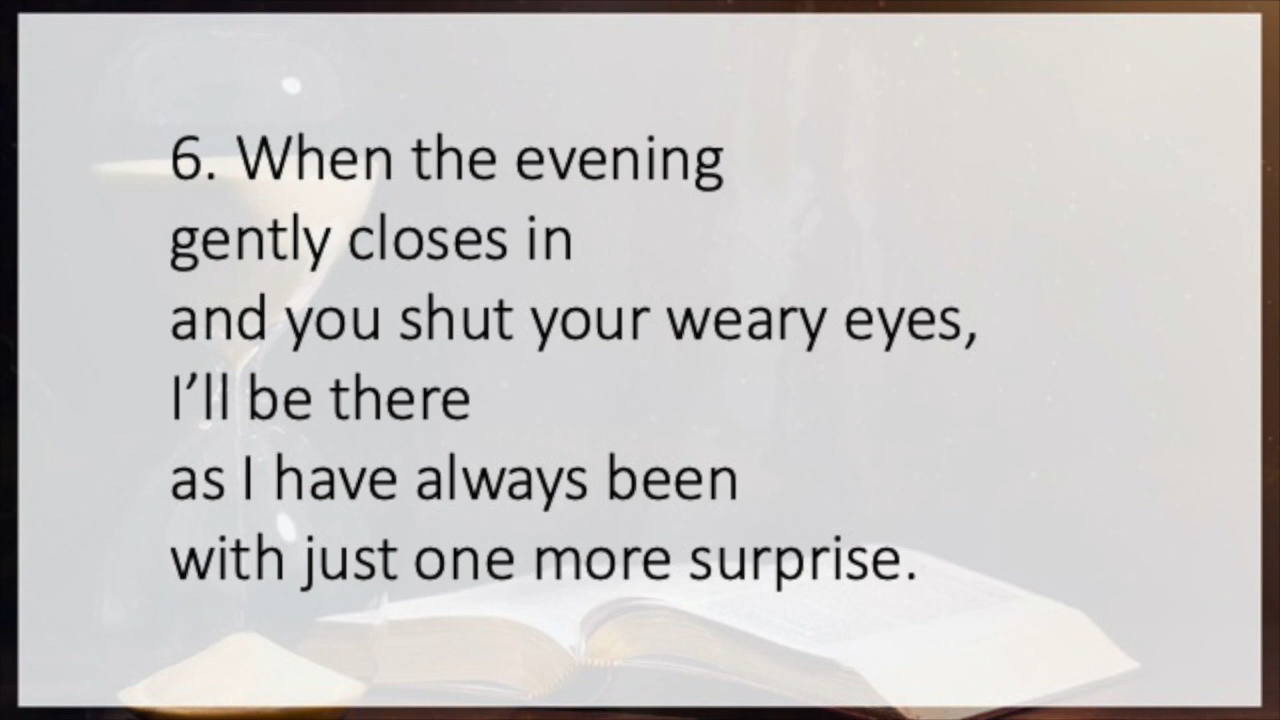 6. When the evening
gently closes in
and you shut your weary eyes,
I’ll be there
as I have always been
with just one more surprise.